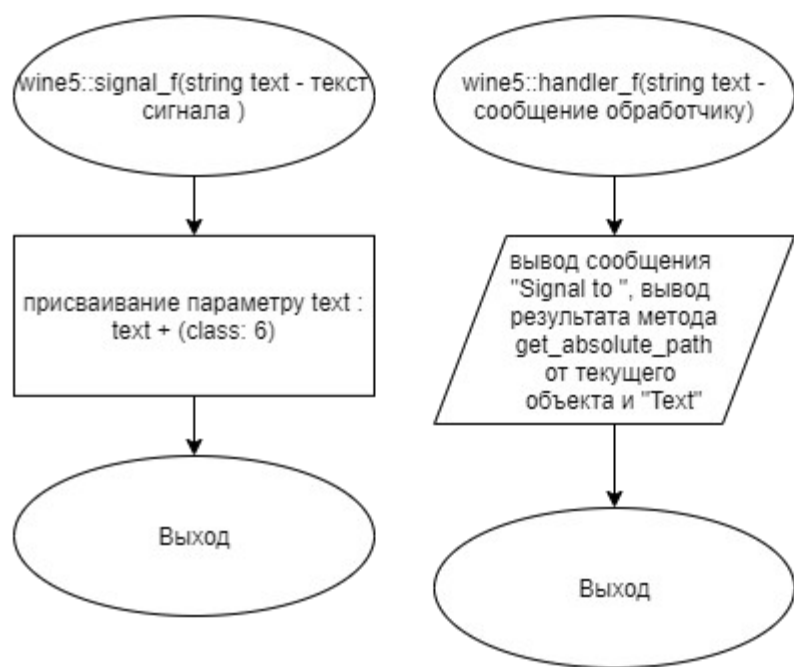 wine5::signal_f(string text - текст
сигнала )
присваивание параметру text :
text + (class: 6)
Выход
wine5::handler_f(string text -
сообщение обработчику)
вывод сообщения
"Signal to ", вывод
результата метода
get_absolute_path
от текущего
объекта и "Text"
Выход